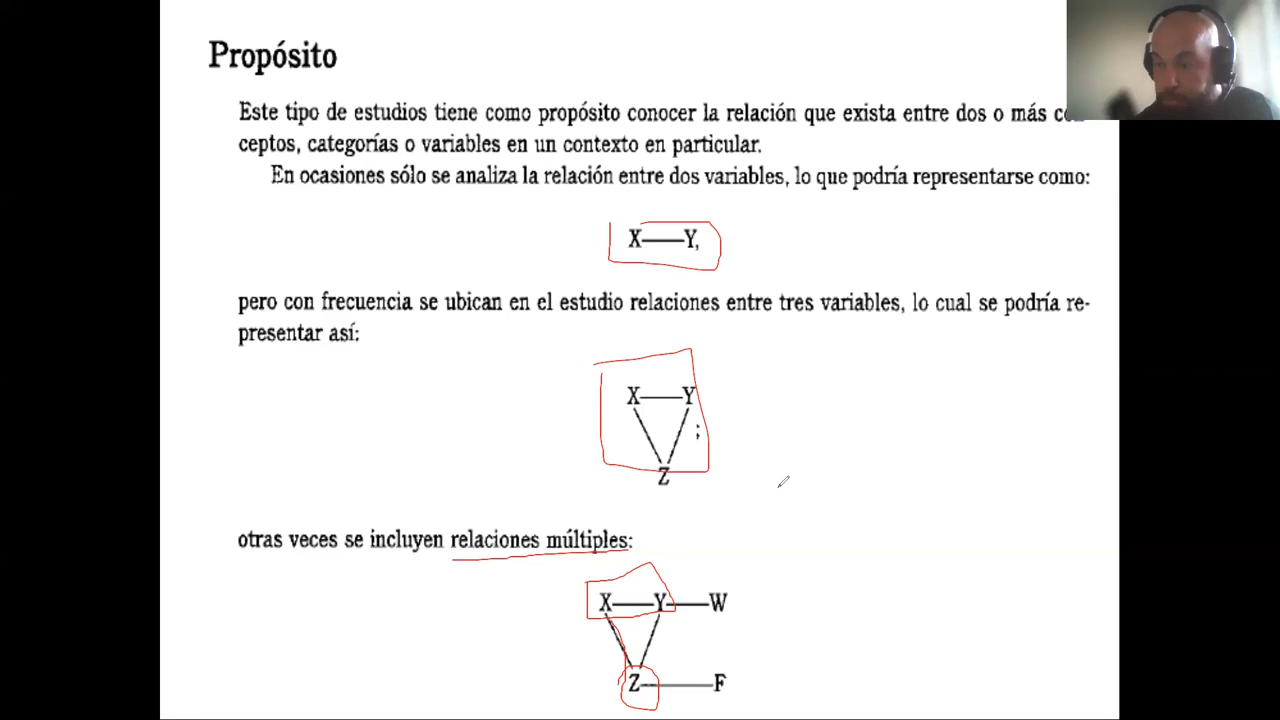 Propósito
Este tipo de estudios tiene como propósito conocer la relación que exista entre dos o más
ceptos, categorías o variables en un contexto en particular.
En ocasiones sólo se analiza la relación entre dos variables, lo que podría representarse como:
X Y,
pero con frecuencia se ubican en el estudio relaciones entre tres variables, lo cual se podría re-
presentar así:
X Y
;
Z
otras veces se incluyen relaciones múltiples:
X Y W
Z F